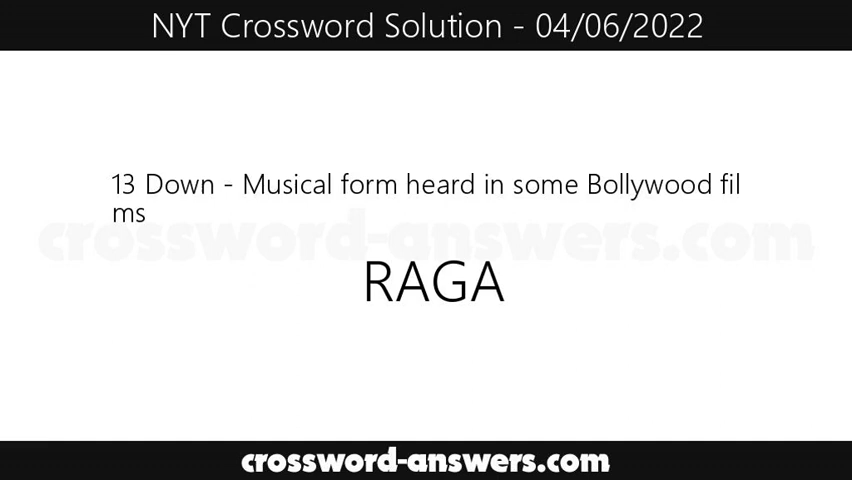 NYT Crossword Solution - 04/06/2022
13 Down - Musical form heard in some Bollywood fil
ms
crossword-answers.com
RAGA
crossword-answers.com